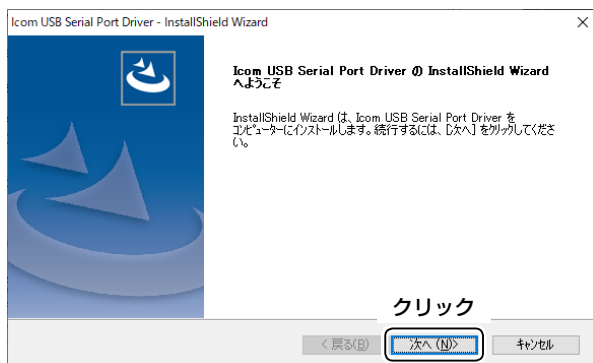 Icom USB Serial Port Driver - InstallShield Wizard
Icom USB Serial Port Driver の InstallShield Wizard
へようこそ
InstallShield Wizard は、Icom USB Serial Port Driver を
コンピューターにインストールします。続行するには、[次へ] をクリックしてくださ
い。
クリック
< 戻る(B)
次へ (N)>
キャンセル